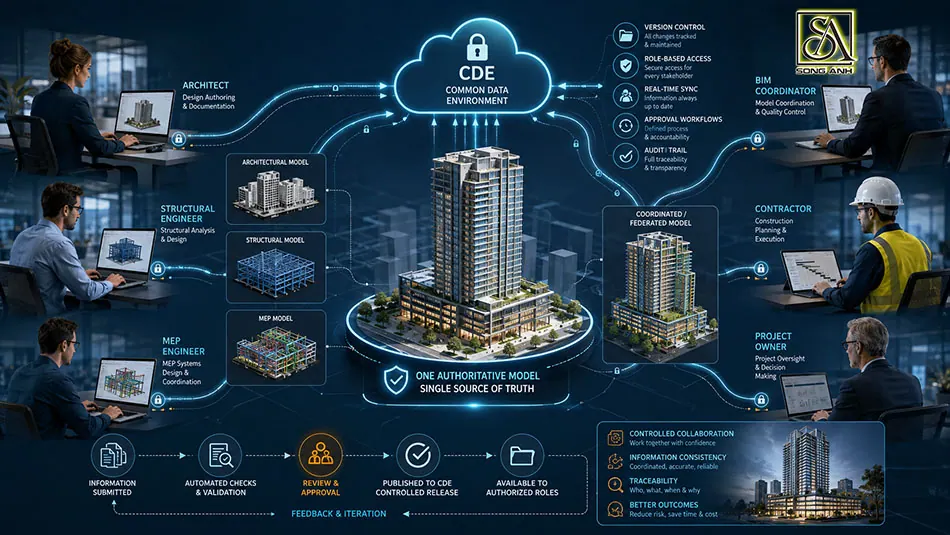 SA
SONG ANH
CDE
COMMON DATA
ENVIRONMENT
VERSION CONTROL
All changes tracked
& maintained
ROLE-BASED ACCESS
Secure access for
every stakeholder
REAL-TIME SYNC
Information always
up to date
APPROVAL WORKFLOWS
Defined process
& accountability
AUDIT TRAIL
Full traceability
& transparency
ARCHITECT
Design Authoring
& Documentation
STRUCTURAL
ENGINEER
Structural Analysis
& Design
MEP
ENGINEER
MEP Systems
Design &
Coordination
ARCHITECTURAL MODEL
STRUCTURAL MODEL
MEP MODEL
COORDINATED /
FEDERATED MODEL
BIM
COORDINATOR
Model Coordination
& Quality Control
CONTRACTOR
Construction
Planning &
Execution
PROJECT
OWNER
Project Oversight
& Decision
Making
ONE AUTHORITATIVE MODEL
SINGLE SOURCE OF TRUTH
INFORMATION
SUBMITTED
AUTOMATED CHECKS
& VALIDATION
REVIEW &
APPROVAL
PUBLISHED TO CDE
CONTROLLED RELEASE
AVAILABLE TO
AUTHORIZED ROLES
FEEDBACK & ITERATION
CONTROLLED COLLABORATION
Work together with confidence
INFORMATION CONSISTENCY
Coordinated, accurate, reliable
TRACEABILITY
Who, what, when & why
BETTER OUTCOMES
Reduce risk, save time & cost